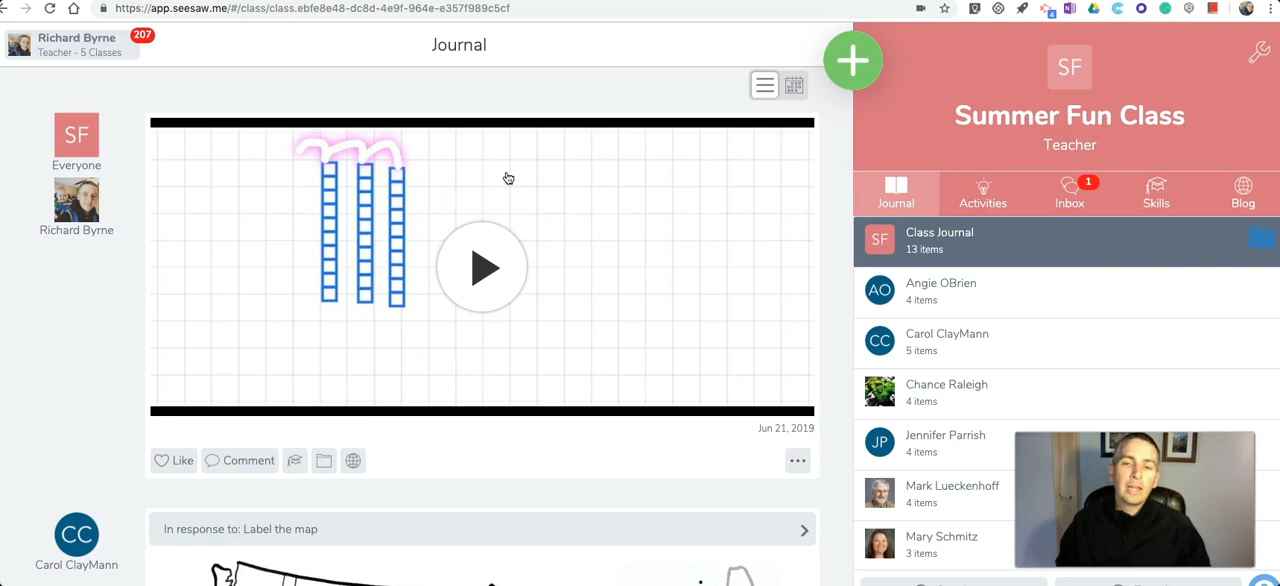 https://app.seesaw.me/#/class/class.ebfe8e48-dc8d-4e9f-964e-e357f989c5cf
4
Richard Byrne
207
Teacher - 5 Classes
Journal
SF
Everyone
Richard Byrne
Jun 21, 2019
Like
Comment
In response to: Label the map
CC
Carol ClayMann
SF
Summer Fun Class
Teacher
Journal
Activities
Inbox
1
Skills
Blog
SF
Class Journal
13 items
AO
Angie OBrien
4 items
CC
Carol ClayMann
5 items
Chance Raleigh
4 items
JP
Jennifer Parrish
4 items
Mark Lueckenhoff
4 items
Mary Schmitz
3 items